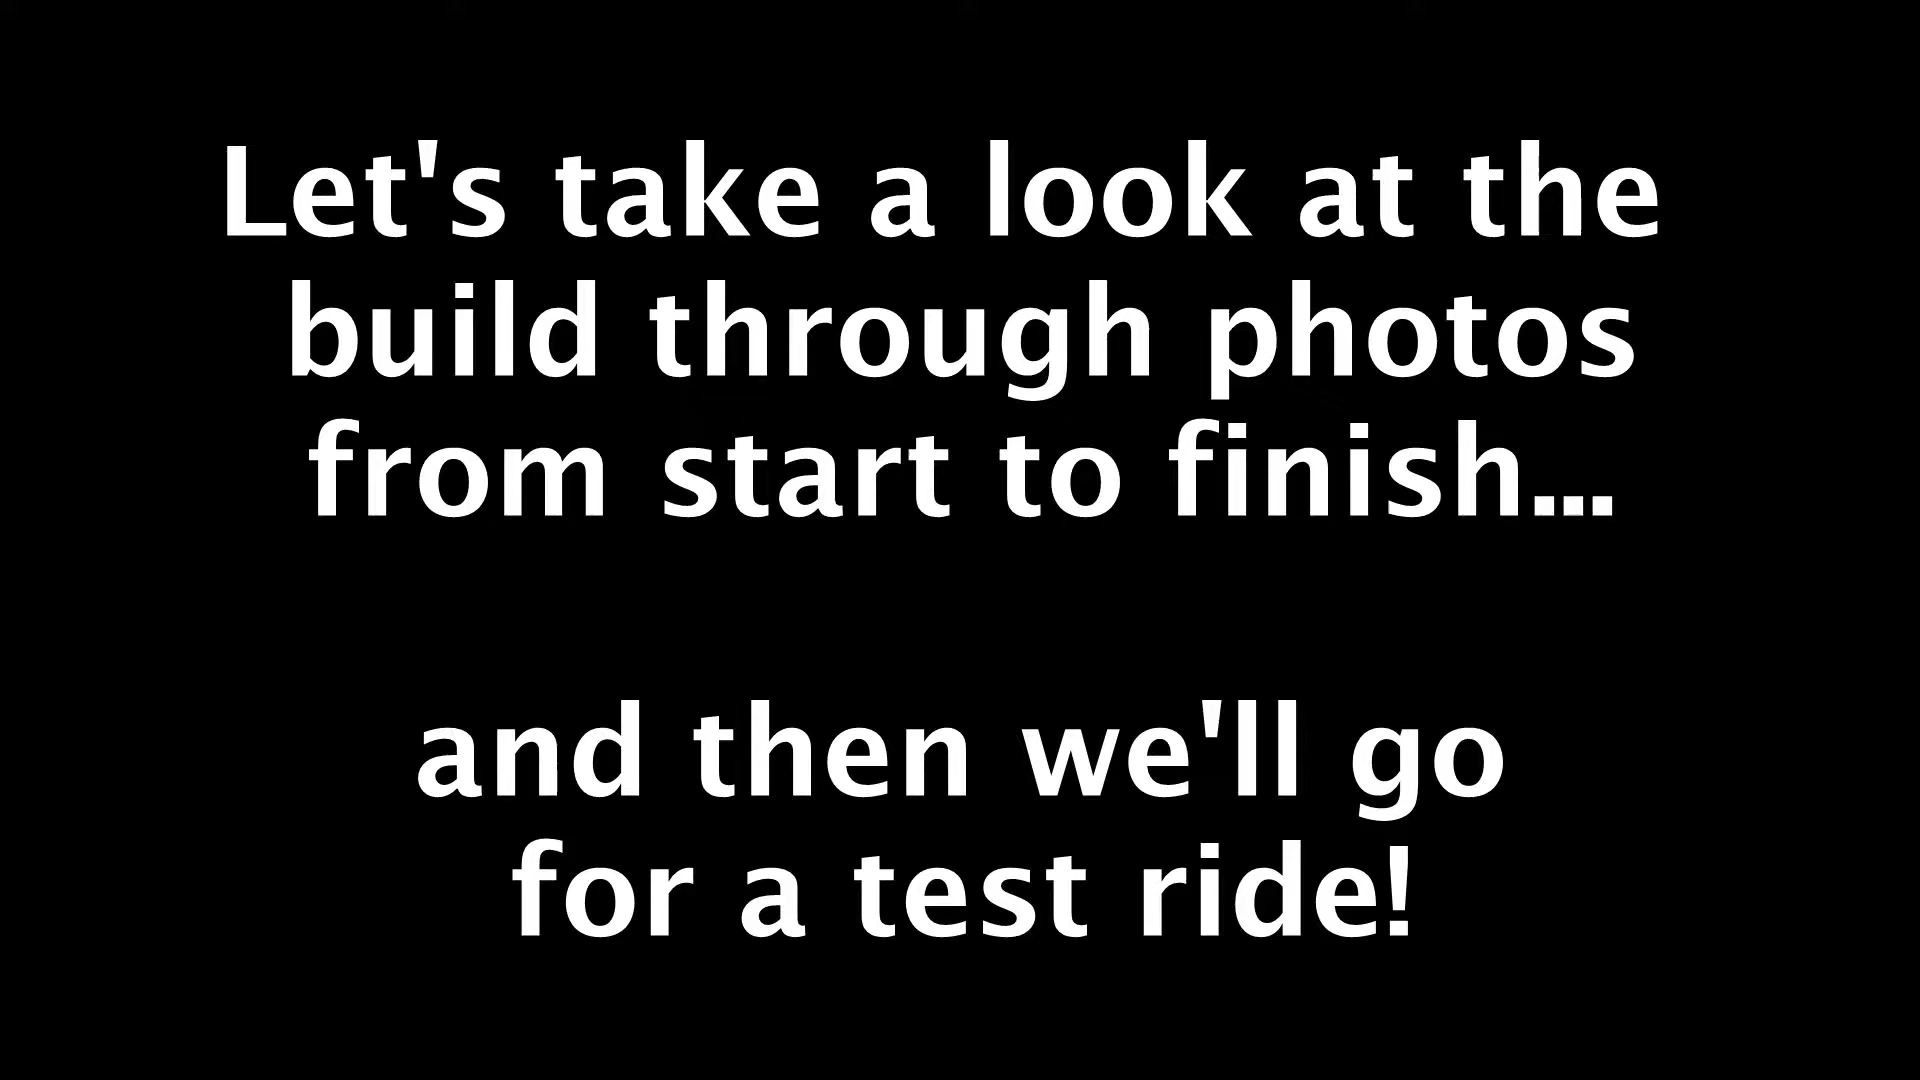 Let's take a look at the
build through photos
from start to finish...
and then we'll go
for a test ride!